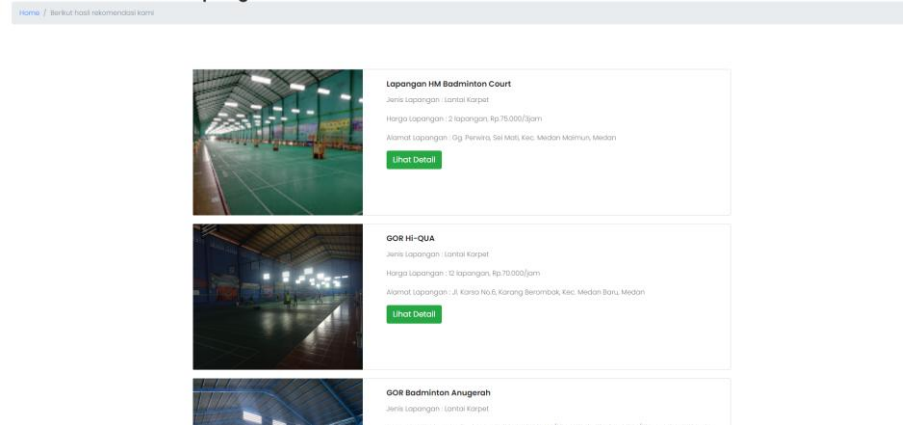 Home / Berikut hasil rekomendasi kami
Lapangan HM Badminton Court
Jenis Lapangan : Lantai Karpet
Harga Lapangan : 2 lapangan, Rp.75.000/3jam
Alamat Lapangan : Gg. Perwira, Sei Mati, Kec. Medan Maimun, Medan
Lihat Detail
GOR Hi-QUA
Jenis Lapangan : Lantai Karpet
Harga Lapangan : 12 lapangan, Rp.70.000/jam
Alamat Lapangan : Jl. Karia No.6, Karang Berombak, Kec. Medan Baru, Medan
Lihat Detail
GOR Badminton Anugerah
Jenis Lapangan : Lantai Karpet